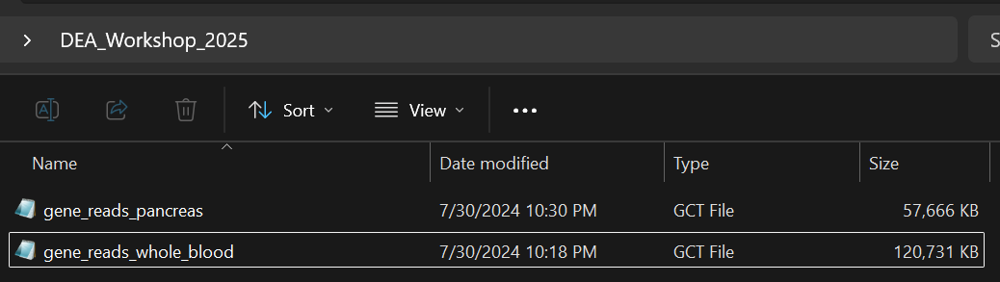 DEA_Workshop_2025
S
Sort
View
Name Date modified Type Size
gene_reads_pancreas 7/30/2024 10:30 PM GCT File 57,666 KB
gene_reads_whole_blood 7/30/2024 10:18 PM GCT File 120,731 KB